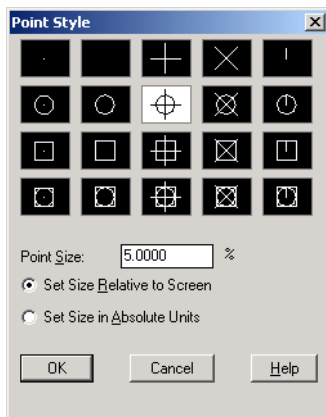 Point Style
Point Size: 5.0000 %
Set Size Relative to Screen
Set Size in Absolute Units
OK Cancel Help